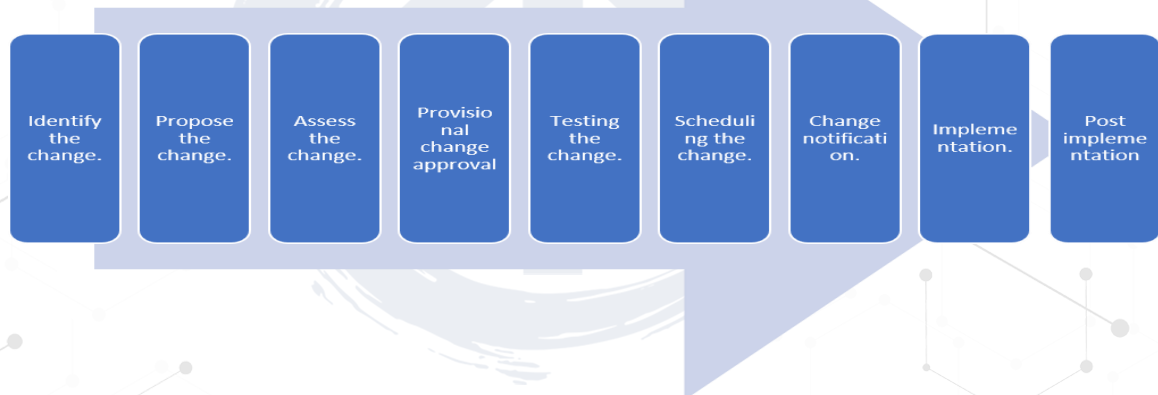 Identify
the
change.
Propose
the
change.
Assess
the
change.
Provisio
nal
change
approval
Testing
the
change.
Scheduli
ng the
change.
Change
notificati
on.
Impleme
ntation.
Post
impleme
ntation